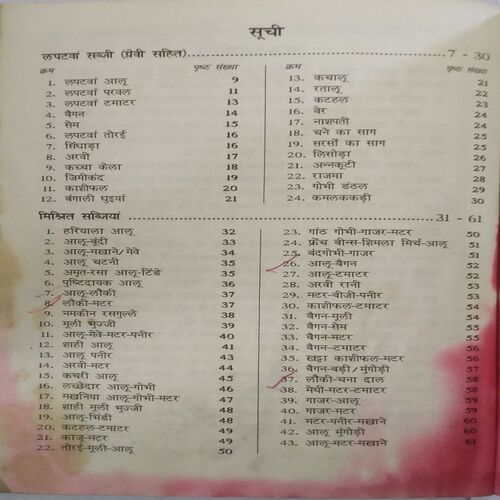 सूची
लपटवां सब्जी (ग्रेवी सहित) 7 - 30
क्रम पृष्ठ संख्या
1. लपटवां आलू 9
2. लपटवां परवल 11
3. लपटवां टमाटर 13
4. बैगन 14
5. सेम 15
6. लपटवां तोरई 16
7. सिंघाड़ा 16
8. अरवी 17
9. कच्चा केला 18
10. जिमीकंद 19
11. काशीफल 20
12. बंगाली घुइयां 21
क्रम पृष्ठ संख्या
13. कचालू 21
14. रतालू 22
15. कटहल 23
16. बेर 24
17. नाशपती 24
18. चने का साग 24
19. सरसों का साग 25
20. लिसोड़ा 26
21. अन्नकूटी 27
22. राजमा 28
23. गोभी डंठल 29
24. कमलककड़ी 30
मिश्रित सब्जियां 31 - 61
1. हरियाला आलू 32
2. आलू-बूंदी 33
3. आलू-मखाने/मेवे 34
4. आलू चटनी 35
5. अमृत-रसा आलू-टिंडे 35
6. पुष्टिदायक आलू 36
7. आलू-लौकी 37
8. लौकी-मटर 37
9. नमकीन रसगुल्ले 38
10. मूली भुज्जी 39
11. आलू-मेवे-मटर-पनीर 40
12. शाही आलू 41
13. आलू पनीर 43
14. अरवी-मटर 44
15. कचरी आलू 45
16. लच्छेदार आलू-गोभी 46
17. मखनिया आलू-गोभी-मटर 47
18. शाही मूली भुज्जी 48
19. आलू-भिंडी 48
20. कटहल-टमाटर 49
21. काजू-मटर 49
22. तोरई-मूली-आलू 50
23. गांठ गोभी-गाजर-मटर 50
24. फ्रेंच बीन्स-शिमला मिर्च-आलू 51
25. बंदगोभी-गाजर 51
26. आलू-बैगन 52
27. आलू-टमाटर 52
28. अरवी रानी 53
29. मटर-बीजी-पनीर 53
30. काशीफल-टमाटर 54
31. बैगन-मूली 54
32. बैगन-सेम 55
33. बैगन-मटर 55
34. बैगन-टमाटर 56
35. खट्टा काशीफल-मटर 56
36. बैगन-बड़ी/मुंगोड़ी 57
37. लौकी-चना दाल 58
38. मेथी-मटर-टमाटर 58
39. गाजर-आलू 59
40. गाजर-मटर 59
41. मटर-पनीर-मखाने 60
42. आलू मुंगोड़ी 60
43. आलू-मटर-मखाने 61